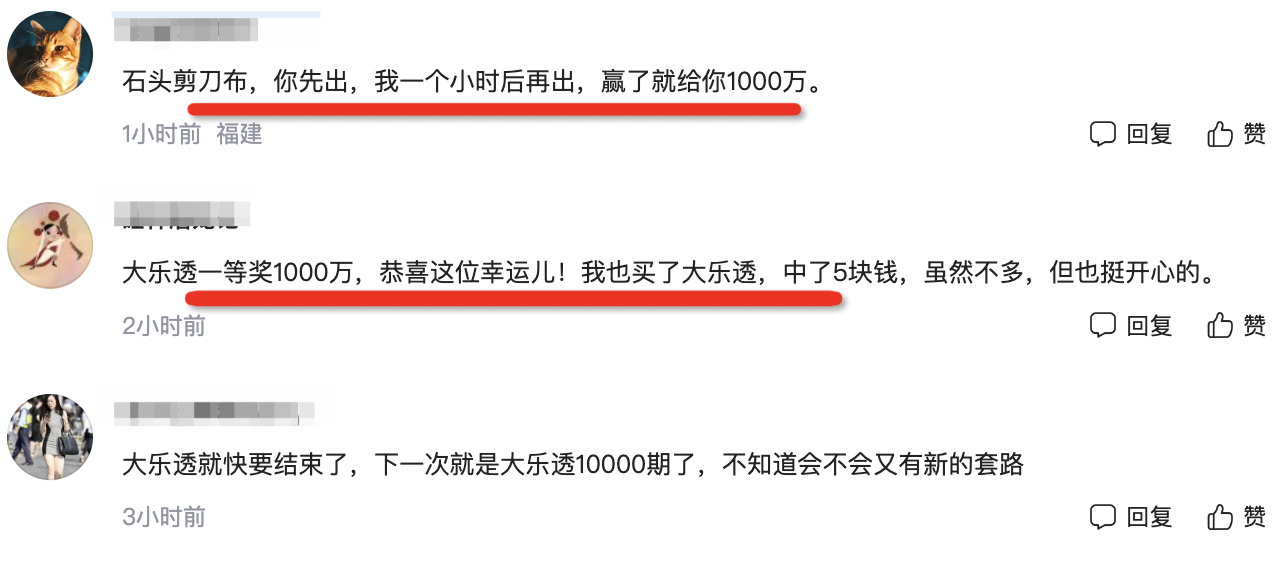 石头剪刀布，你先出，我一个小时后再出，赢了就给你1000万。
1小时前 福建
回复 赞
大乐透一等奖1000万，恭喜这位幸运儿！我也买了大乐透，中了5块钱，虽然不多，但也挺开心的。
2小时前
回复 赞
大乐透就快要结束了，下一次就是大乐透10000期了，不知道会不会又有新的套路
3小时前
回复 赞